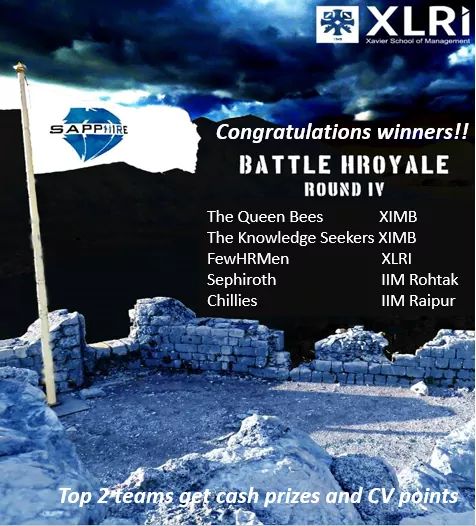 XLRi
Xavier School of Management
SAPPHIRE
Congratulations winners!!
BATTLE HROYALE
ROUND IV
The Queen Bees XIMB
The Knowledge Seekers XIMB
FewHRMen XLRI
Sephiroth IIM Rohtak
Chillies IIM Raipur
Top 2 teams get cash prizes and CV points